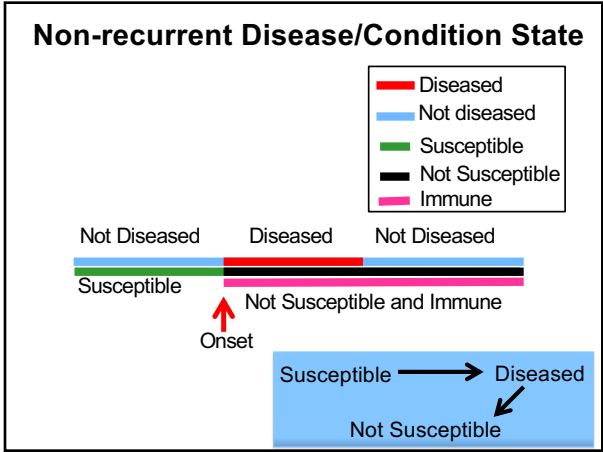 Non-recurrent Disease/Condition State
Diseased
Not diseased
Susceptible
Not Susceptible
Immune
Not Diseased Diseased Not Diseased
Susceptible
Not Susceptible and Immune
Onset
Susceptible Diseased
Not Susceptible